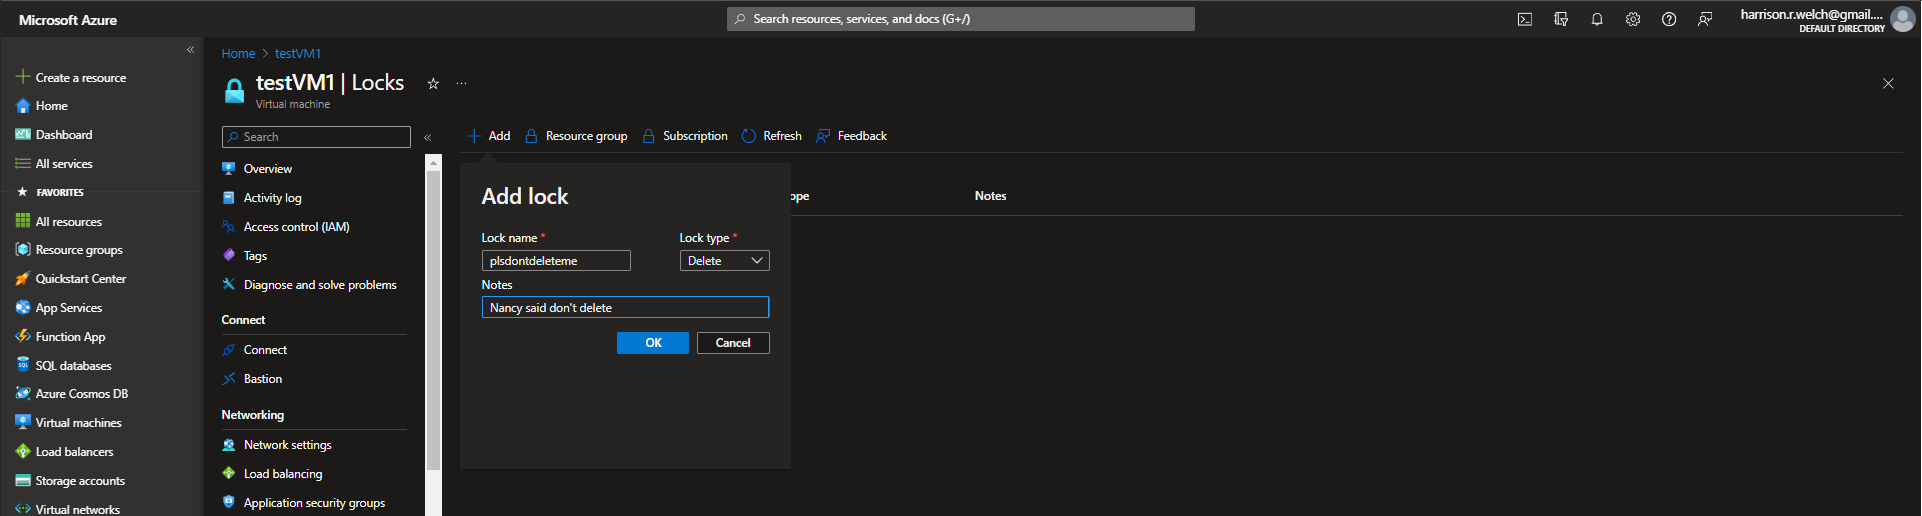 Microsoft Azure
Search resources, services, and docs (G+/)
harrison.r.welch@gmail....
DEFAULT DIRECTORY
Create a resource
Home
Dashboard
All services
FAVORITES
All resources
Resource groups
Quickstart Center
App Services
Function App
SQL databases
Azure Cosmos DB
Virtual machines
Load balancers
Storage accounts
Virtual networks
Home > testVM1
testVM1 | Locks
Virtual machine
Search
Overview
Activity log
Access control (IAM)
Tags
Diagnose and solve problems
Connect
Connect
Bastion
Networking
Network settings
Load balancing
Application security groups
Add Resource group Subscription Refresh Feedback
ope Notes
Add lock
Lock name * Lock type *
plsdontdeleteme Delete
Notes
Nancy said don't delete
OK Cancel